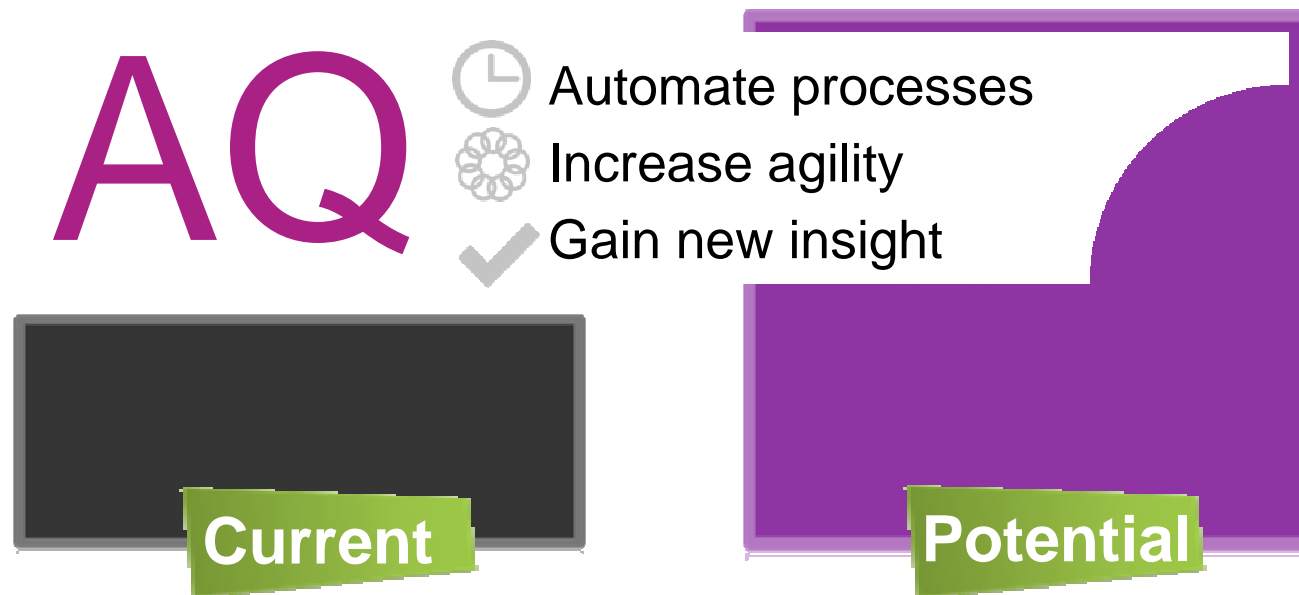 AQ
Automate processes
Increase agility
Gain new insight
Current
Potential